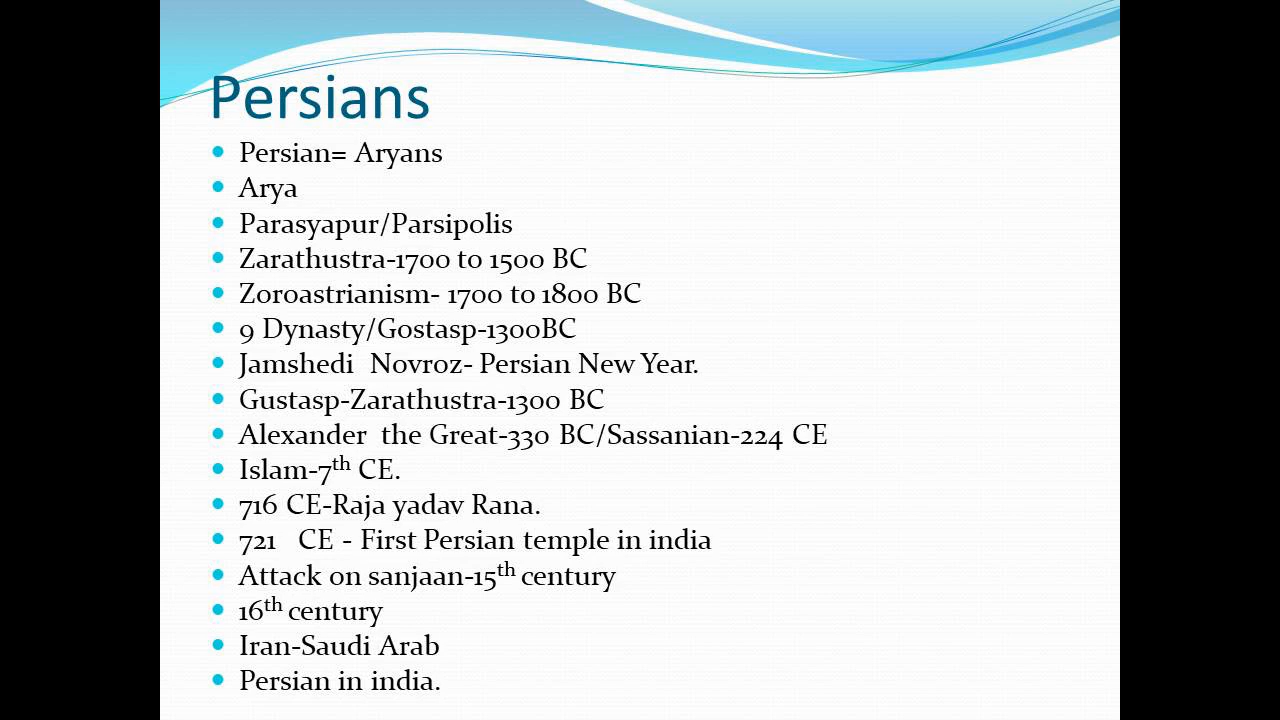 Persians
Persian= Aryans
Arya
Parasyapur/Parsipolis
Zarathustra-1700 to 1500 BC
Zoroastrianism- 1700 to 1800 BC
9 Dynasty/Gostasp-1300BC
Jamshedi  Novroz- Persian New Year.
Gustasp-Zarathustra-1300 BC
Alexander  the Great-330 BC/Sassanian-224 CE
Islam-7th CE.
716 CE-Raja yadav Rana.
721   CE - First Persian temple in india
Attack on sanjaan-15th century
16th century
Iran-Saudi Arab
Persian in india.